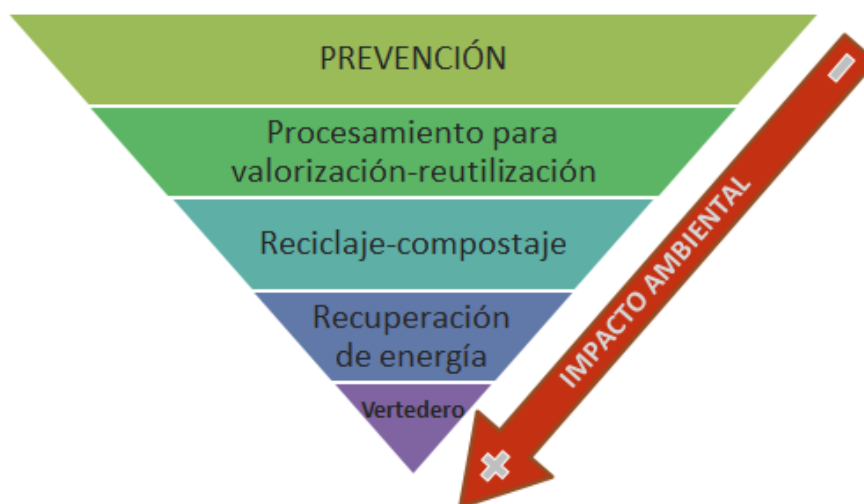 PREVENCIÓN
Procesamiento para
valorización-reutilización
Reciclaje-compostaje
Recuperación
de energía
Vertedero
IMPACTO AMBIENTAL